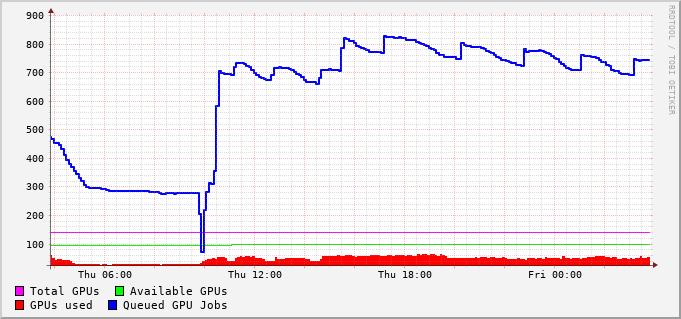 900
800
700
600
500
400
300
200
100
Thu 06:00 Thu 12:00 Thu 18:00 Fri 00:00
Total GPUs Available GPUs
GPUs used Queued GPU Jobs
RRDTOOL / TOBI OETIKER